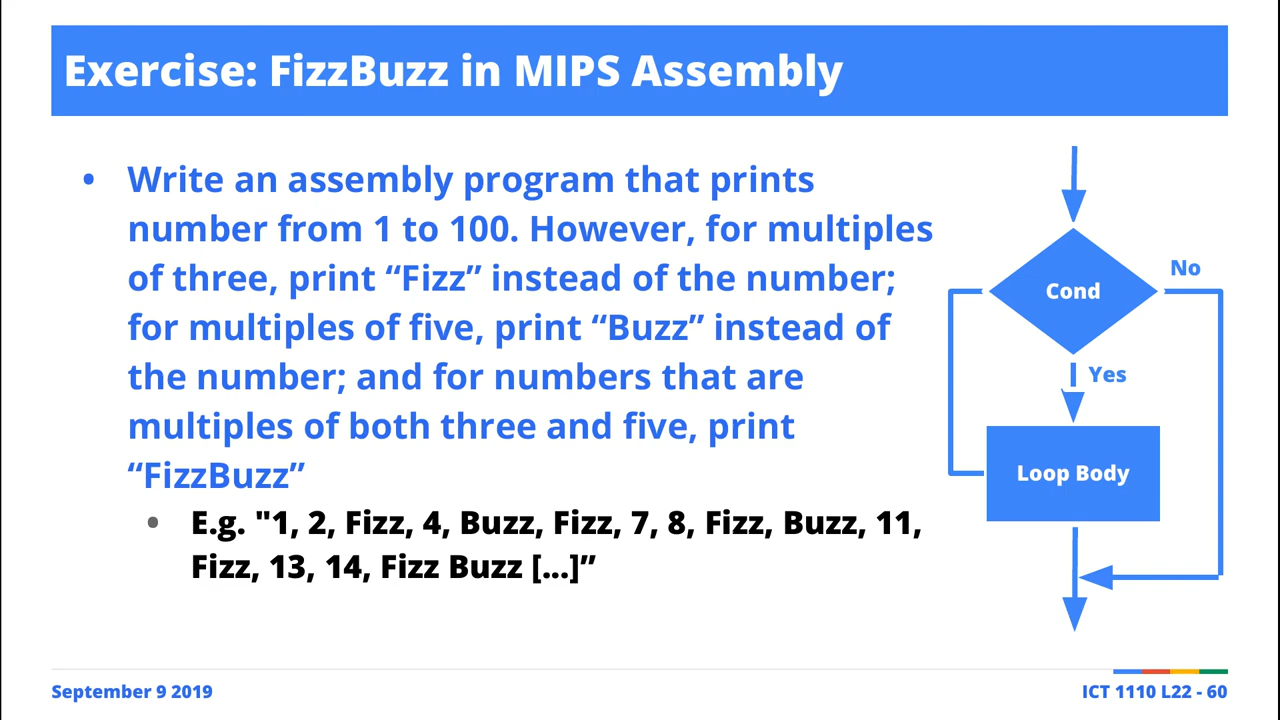 Exercise: FizzBuzz in MIPS Assembly
• Write an assembly program that prints
number from 1 to 100. However, for multiples
of three, print “Fizz” instead of the number;
for multiples of five, print “Buzz” instead of
the number; and for numbers that are
multiples of both three and five, print
“FizzBuzz”
• E.g. "1, 2, Fizz, 4, Buzz, Fizz, 7, 8, Fizz, Buzz, 11,
Fizz, 13, 14, Fizz Buzz [...]”
No
Cond
Yes
Loop Body
September 9 2019
ICT 1110 L22 - 60